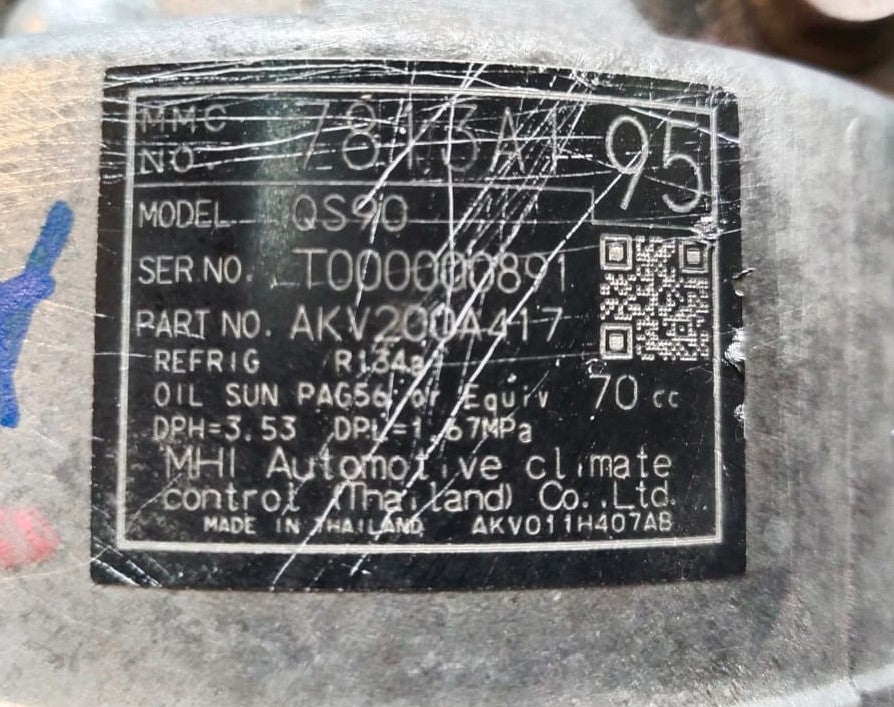 MMC
NO. 7813A1 95
MODEL QS90
SER NO. T000000891
PART NO. AKV200A417
REFRIG R134a
OIL SUN PAG56 or Equiv 70 cc
DPH=3.53 DPL=1.67MPa
MHI Automotive climate
control (Thailand) Co.,Ltd.
MADE IN THAILAND AKV011H407AB